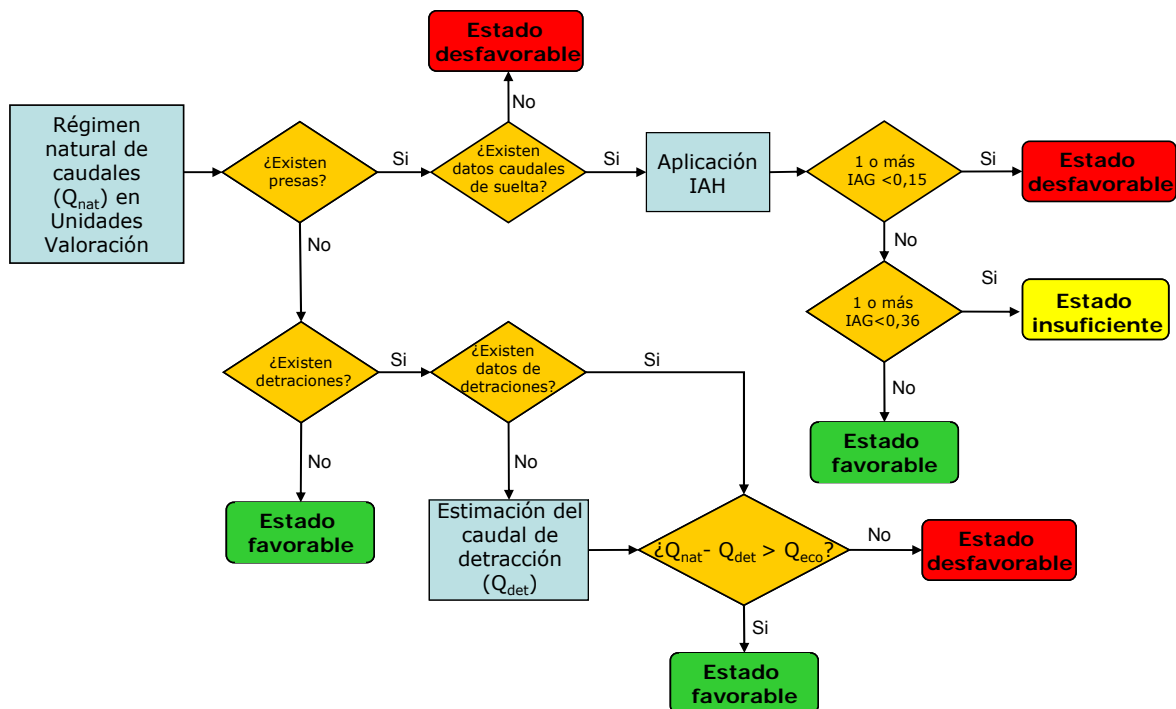 Estado
desfavorable
No
Régimen
natural de
caudales
(Qnat) en
Unidades
Valoración
¿Existen
presas?
Si
¿Existen
datos caudales
de suelta?
Si
Aplicación
IAH
1 o más
IAG <0,15
Si
Estado
desfavorable
No
No
1 o más
IAG<0,36
Si
Estado
insuficiente
¿Existen
detraciones?
Si
¿Existen
datos de
detraciones?
Si
No
Estado
favorable
No
No
Estado
favorable
Estimación del
caudal de
detracción
(Qdet)
¿Qnat- Qdet > Qeco?
No
Estado
desfavorable
Si
Estado
favorable